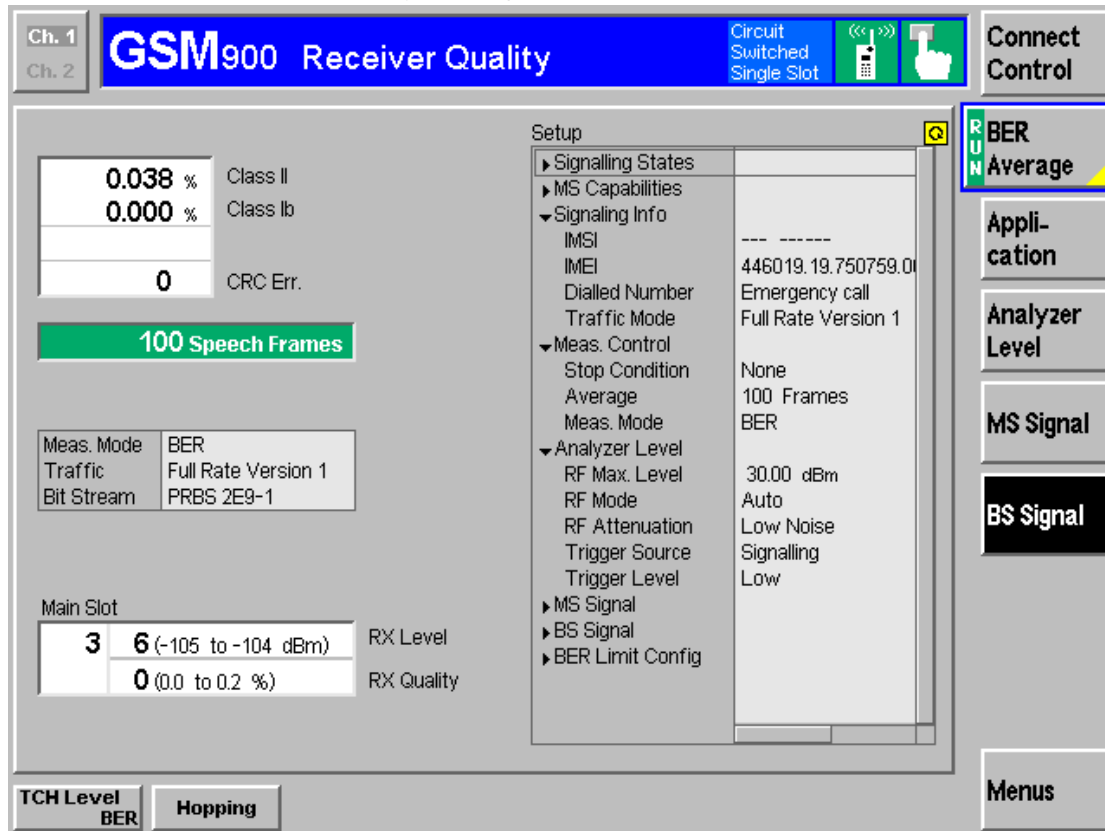 Ch. 1
Ch. 2
GSM900 Receiver Quality
Circuit
Switched
Single Slot
Connect
Control
0.038 % Class II
0.000 % Class Ib
0 CRC Err.
100 Speech Frames
Meas. Mode BER
Traffic Full Rate Version 1
Bit Stream PRBS 2E9-1
Main Slot
3 6 (-105 to -104 dBm) RX Level
0 (0.0 to 0.2 %) RX Quality
Setup
Signalling States
MS Capabilities
Signaling Info
IMSI --- ------
IMEI 446019.19.750759.0
Dialled Number Emergency call
Traffic Mode Full Rate Version 1
Meas. Control
Stop Condition None
Average 100 Frames
Meas. Mode BER
Analyzer Level
RF Max. Level 30.00 dBm
RF Mode Auto
RF Attenuation Low Noise
Trigger Source Signalling
Trigger Level Low
MS Signal
BS Signal
BER Limit Config
RUN
BER
Average
Appli-
cation
Analyzer
Level
MS Signal
BS Signal
Menus
TCH Level
BER
Hopping